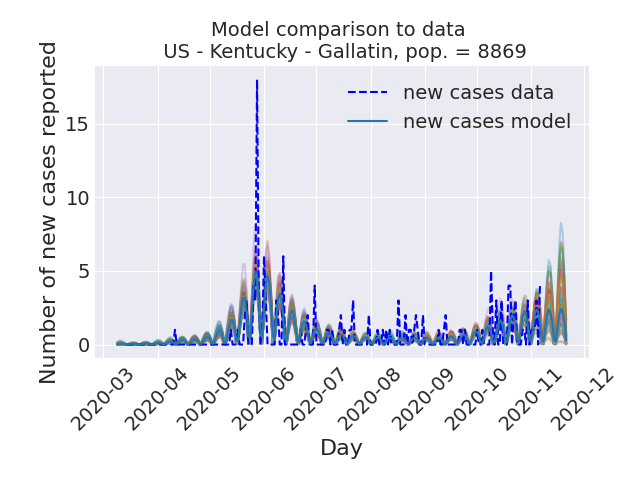 Model comparison to data
US - Kentucky - Gallatin, pop. = 8869
Number of new cases reported
15
10
5
0
new cases data
new cases model
2020-03
2020-04
2020-05
2020-06
2020-07
2020-08
2020-09
2020-10
2020-11
2020-12
Day